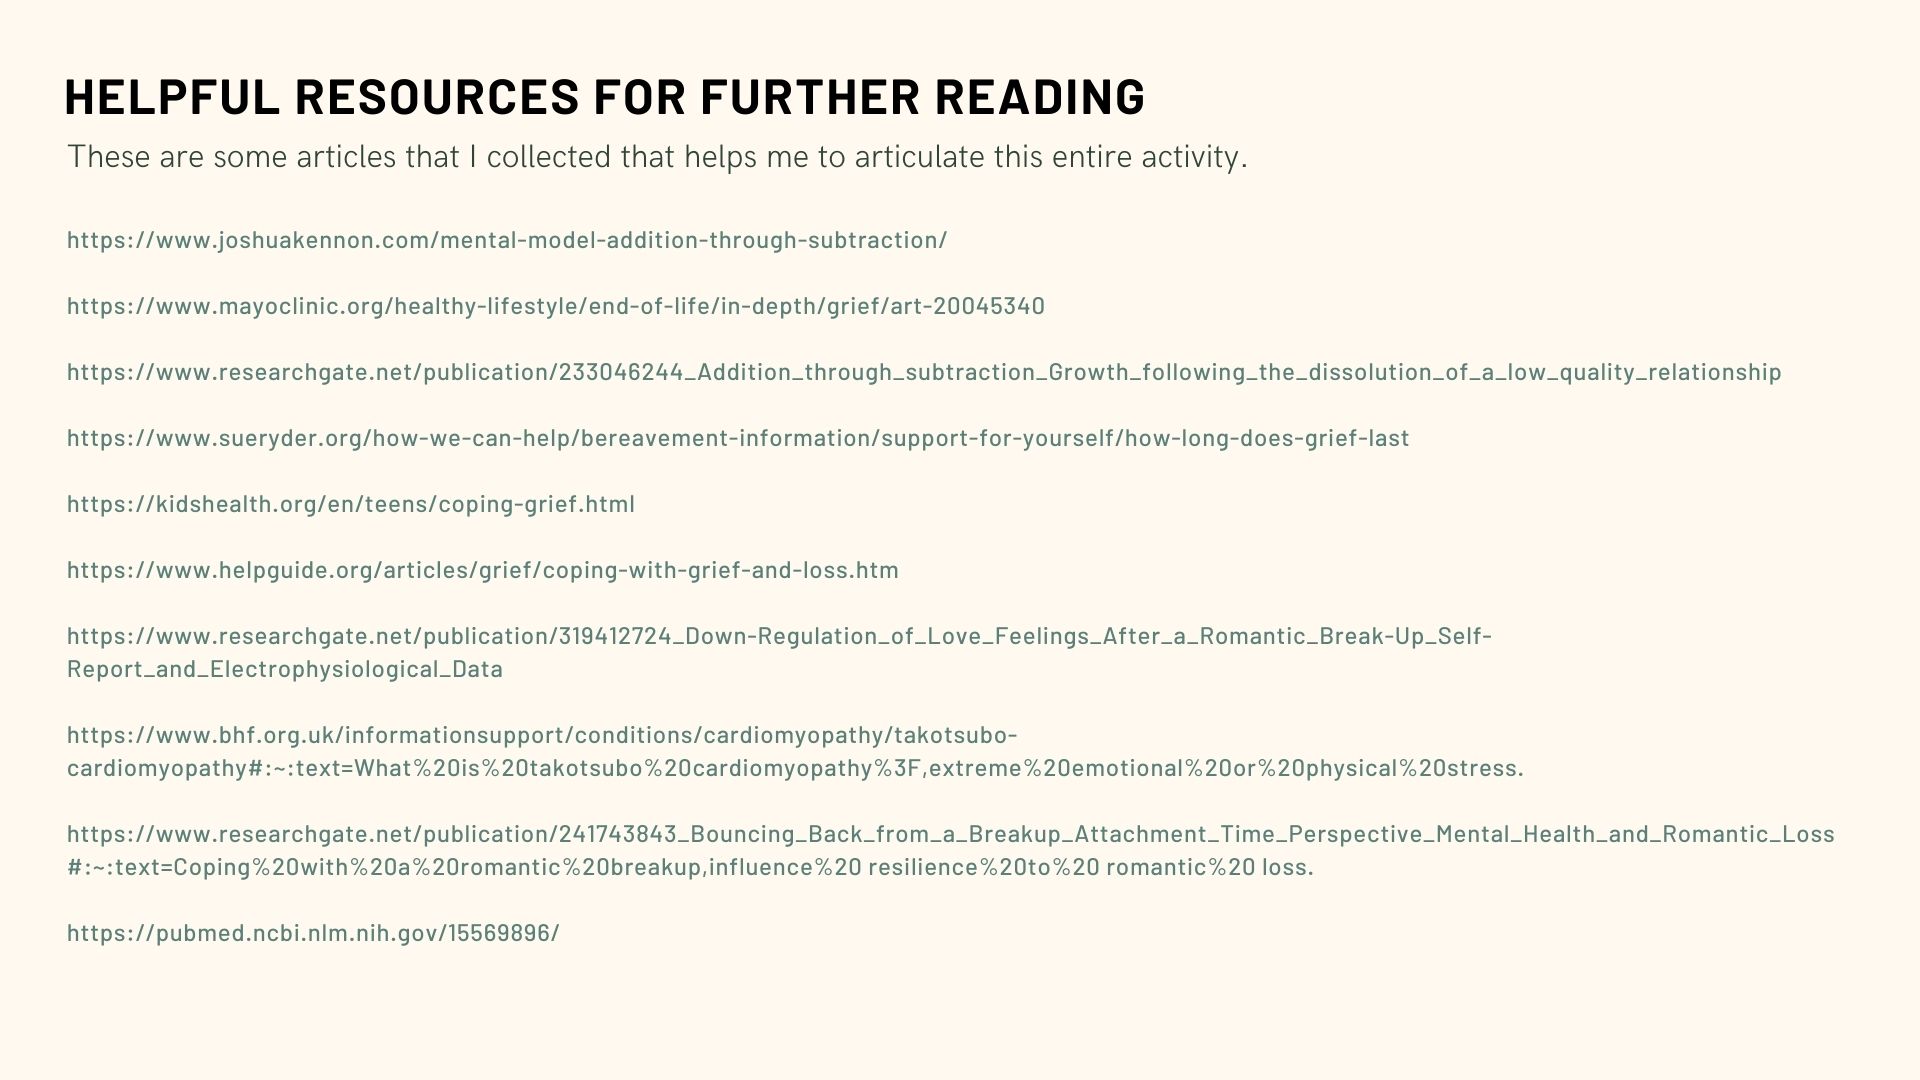 HELPFUL RESOURCES FOR FURTHER READING
These are some articles that I collected that helps me to articulate this entire activity.
https://www.joshuakennon.com/mental-model-addition-through-subtraction/
https://www.mayoclinic.org/healthy-lifestyle/end-of-life/in-depth/grief/art-20045340
https://www.researchgate.net/publication/233046244_Addition_through_subtraction_Growth_following_the_dissolution_of_a_low_quality_relationship
https://www.sueryder.org/how-we-can-help/bereavement-information/support-for-yourself/how-long-does-grief-last
https://kidshealth.org/en/teens/coping-grief.html
https://www.helpguide.org/articles/grief/coping-with-grief-and-loss.htm
https://www.researchgate.net/publication/319412724_Down-Regulation_of_Love_Feelings_After_a_Romantic_Break-Up_Self-
Report_and_Electrophysiological_Data
https://www.bhf.org.uk/informationsupport/conditions/cardiomyopathy/takotsubo-
cardiomyopathy#:~:text=What%20is%20takotsubo%20cardiomyopathy%3F,extreme%20emotional%20or%20physical%20stress.
https://www.researchgate.net/publication/241743843_Bouncing_Back_from_a_Breakup_Attachment_Time_Perspective_Mental_Health_and_Romantic_Loss
#:~:text=Coping%20with%20a%20romantic%20breakup,influence%20 resilience%20to%20 romantic%20 loss.
https://pubmed.ncbi.nlm.nih.gov/15569896/